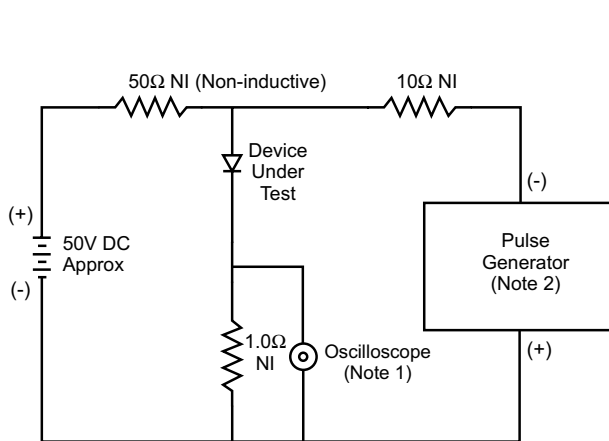 50Ω NI (Non-inductive)
10Ω NI
Device
Under
Test
(+)
50V DC
Approx
(-)
(-)
Pulse
Generator
(Note 2)
(+)
1.0Ω
NI
Oscilloscope
(Note 1)